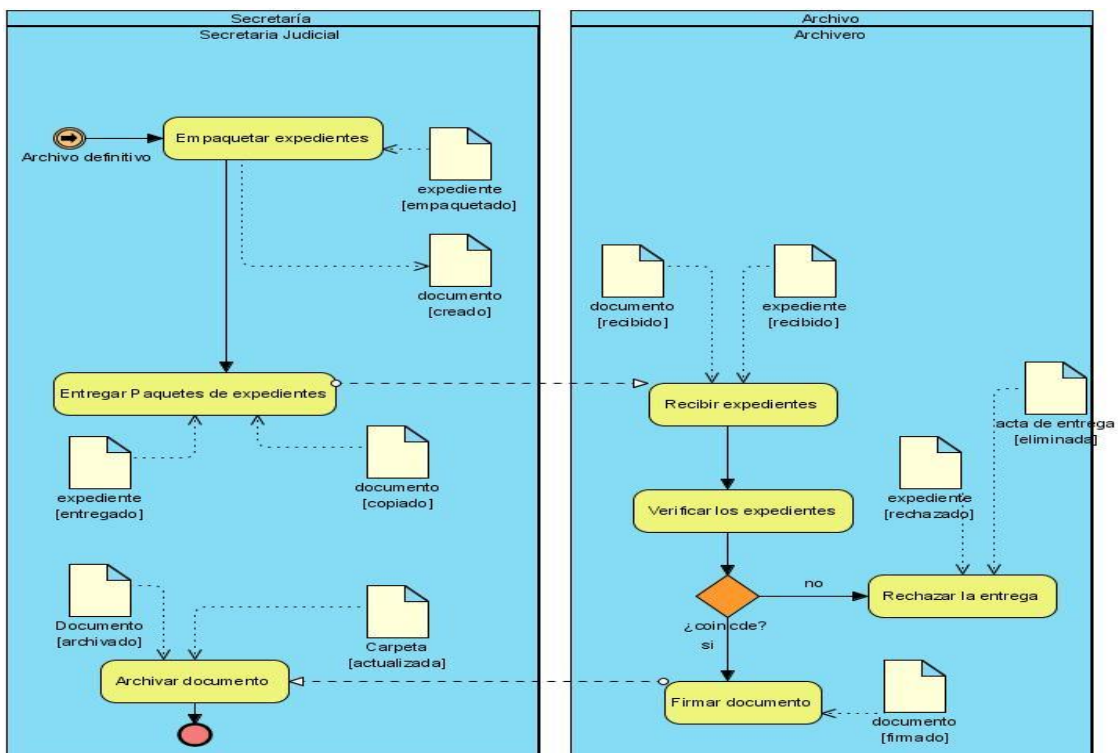 Secretaría
Secretaria Judicial
Archivo definitivo
Empaquetar expedientes
expediente
[empaquetado]
documento
[creado]
Entregar Paquetes de expedientes
expediente
[entregado]
documento
[copiado]
Documento
[archivado]
Carpeta
[actualizada]
Archivar documento
Archivo
Archivero
documento
[recibido]
expediente
[recibido]
Recibir expedientes
acta de entrega
[eliminada]
expediente
[rechazado]
Verificar los expedientes
no
Rechazar la entrega
¿coincde?
si
Firmar documento
documento
[firmado]